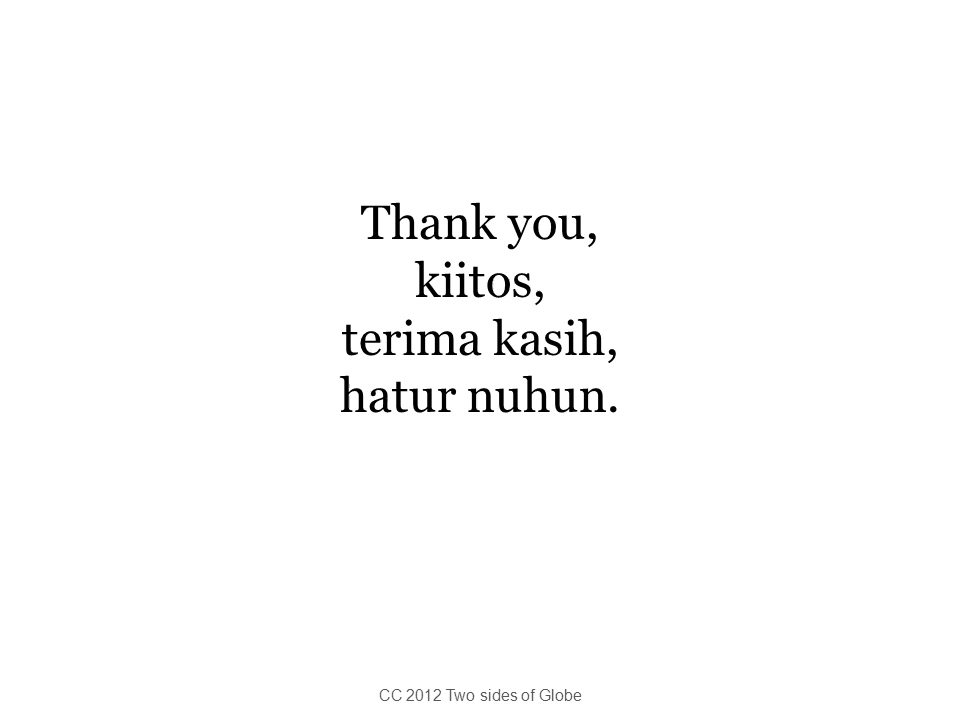 Thank you,
kiitos,
terima kasih,
hatur nuhun.
CC 2012 Two sides of Globe